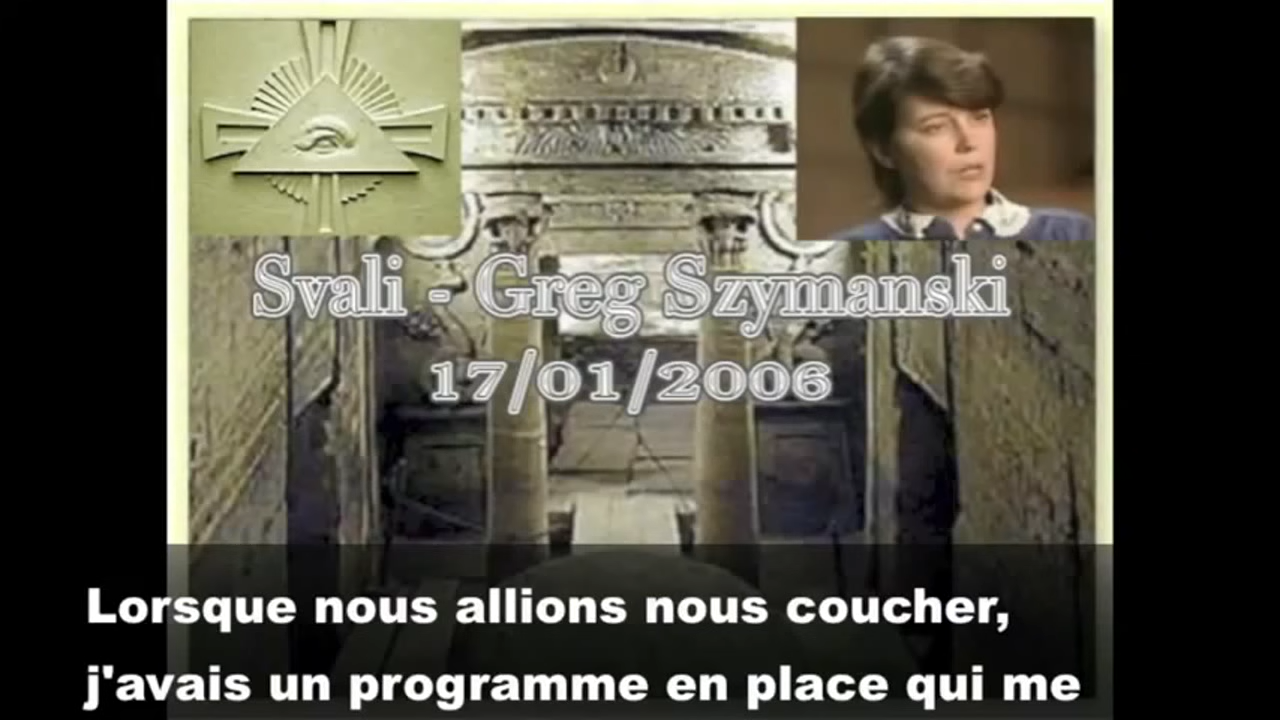 Svali - Greg Szymanski
17/01/2006
Lorsque nous allions nous coucher,
j'avais un programme en place qui me